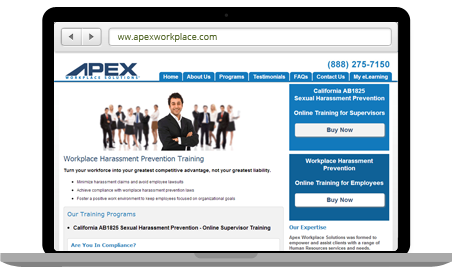 ww.apexworkplace.com
APEX
WORKPLACE SOLUTIONS
(888) 275-7150
Home About Us Programs Testimonials FAQs Contact Us My eLearning
California AB1825
Sexual Harassment Prevention
Online Training for Supervisors
Buy Now
Workplace Harassment Prevention Training
Turn your workforce into your greatest competitive advantage, not your greatest liability.
Minimize harassment claims and avoid employee lawsuits
Achieve compliance with workplace harassment prevention laws
Foster a positive work environment to keep employees focused on organizational goals
Workplace Harassment
Prevention
Online Training for Employees
Buy Now
Our Training Programs
California AB1825 Sexual Harassment Prevention - Online Supervisor Training
Are You In Compliance?
Our Expertise
Apex Workplace Solutions was formed to
empower and assist clients with a range of
Human Resources services and needs.